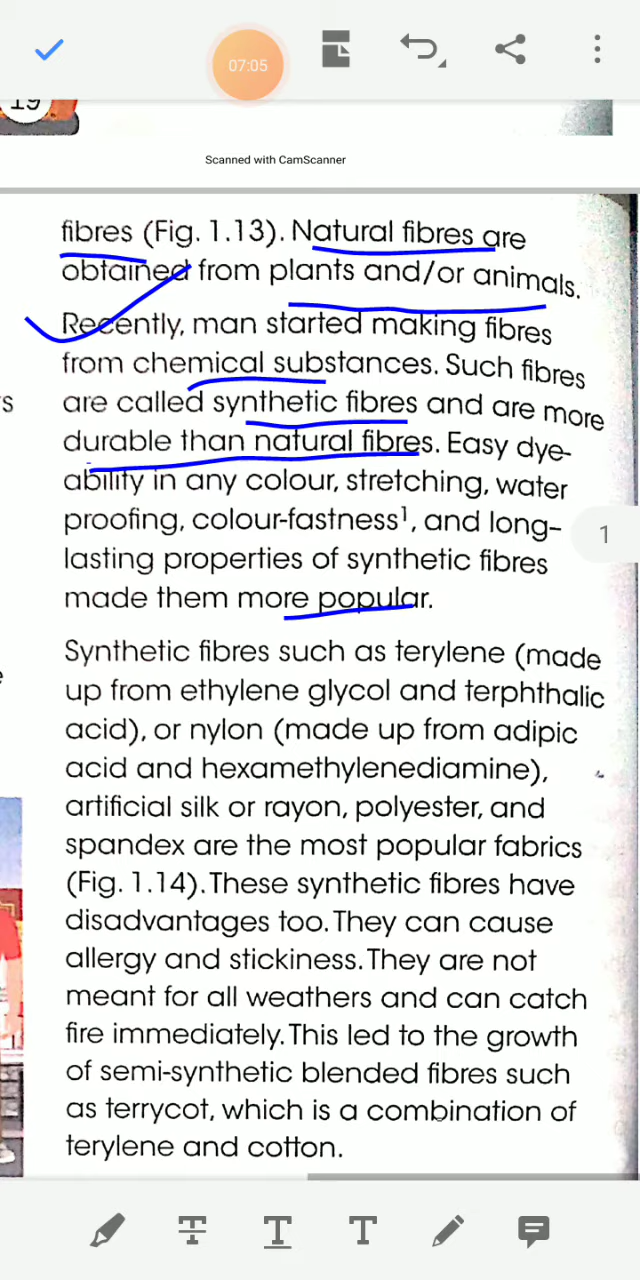 07:05
19
Scanned with CamScanner
fibres (Fig. 1.13). Natural fibres are
obtained from plants and/or animals.
Recently, man started making fibres
from chemical substances. Such fibres
are called synthetic fibres and are more
durable than natural fibres. Easy dye-
ability in any colour, stretching, water
proofing, colour-fastness¹, and long-
lasting properties of synthetic fibres
made them more popular.
1
Synthetic fibres such as terylene (made
up from ethylene glycol and terphthalic
acid), or nylon (made up from adipic
acid and hexamethylenediamine),
artificial silk or rayon, polyester, and
spandex are the most popular fabrics
(Fig. 1.14). These synthetic fibres have
disadvantages too. They can cause
allergy and stickiness. They are not
meant for all weathers and can catch
fire immediately. This led to the growth
of semi-synthetic blended fibres such
as terrycot, which is a combination of
terylene and cotton.